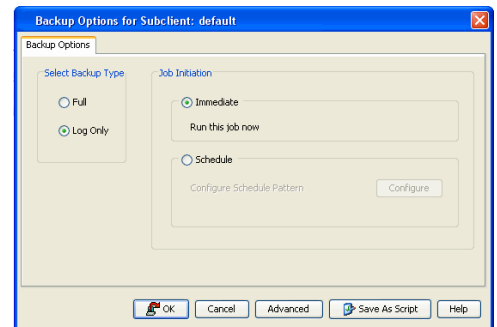 Backup Options for Subclient: default
Backup Options
Select Backup Type
Full
Log Only
Job Initiation
Immediate
Run this job now
Schedule
Configure Schedule Pattern
Configure
OK
Cancel
Advanced
Save As Script
Help